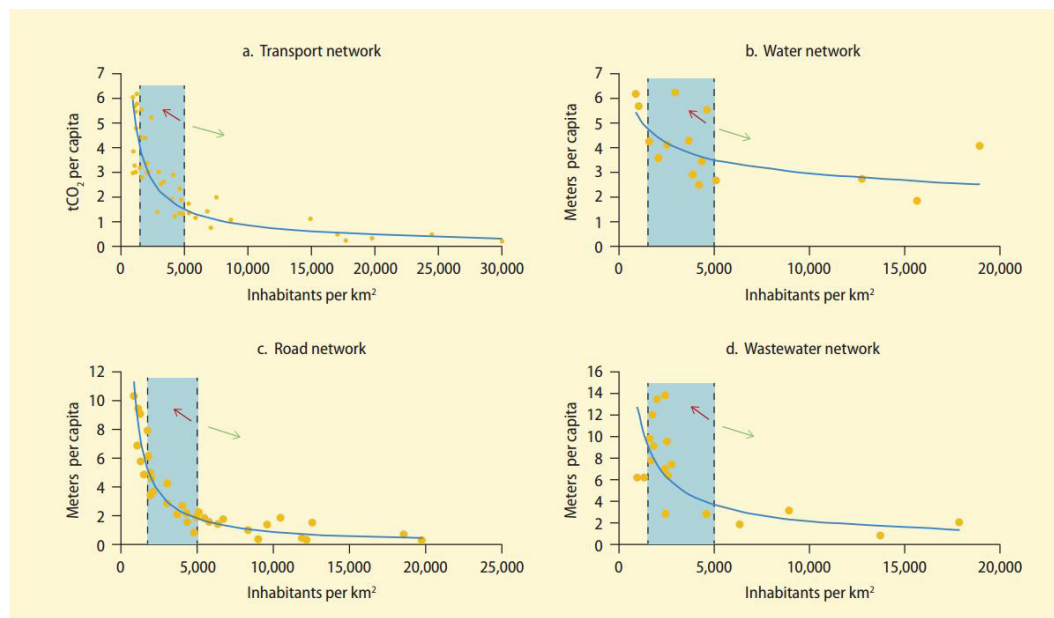 a. Transport network
7
6
5
4
3
2
1
0
tCO₂ per capita
0 5,000 10,000 15,000 20,000 25,000 30,000
Inhabitants per km²
b. Water network
7
6
5
4
3
2
1
0
Meters per capita
0 5,000 10,000 15,000 20,000
Inhabitants per km²
c. Road network
12
10
8
6
4
2
0
Meters per capita
0 5,000 10,000 15,000 20,000 25,000
Inhabitants per km²
d. Wastewater network
16
14
12
10
8
6
4
2
0
Meters per capita
0 5,000 10,000 15,000 20,000
Inhabitants per km²